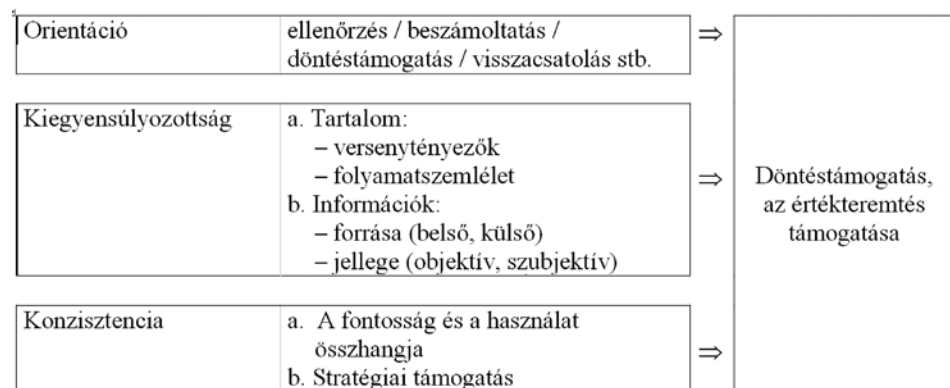 Orientáció
ellenőrzés / beszámoltatás /
döntéstámogatás / visszacsatolás stb.
⇒
Kiegyensúlyozottság
a. Tartalom:
– versenytényezők
– folyamatszemlélet
b. Információk:
– forrása (belső, külső)
– jellege (objektív, szubjektív)
⇒
Döntéstámogatás,
az értékteremtés
támogatása
Konzisztencia
a. A fontosság és a használat
összhangja
b. Stratégiai támogatás
⇒